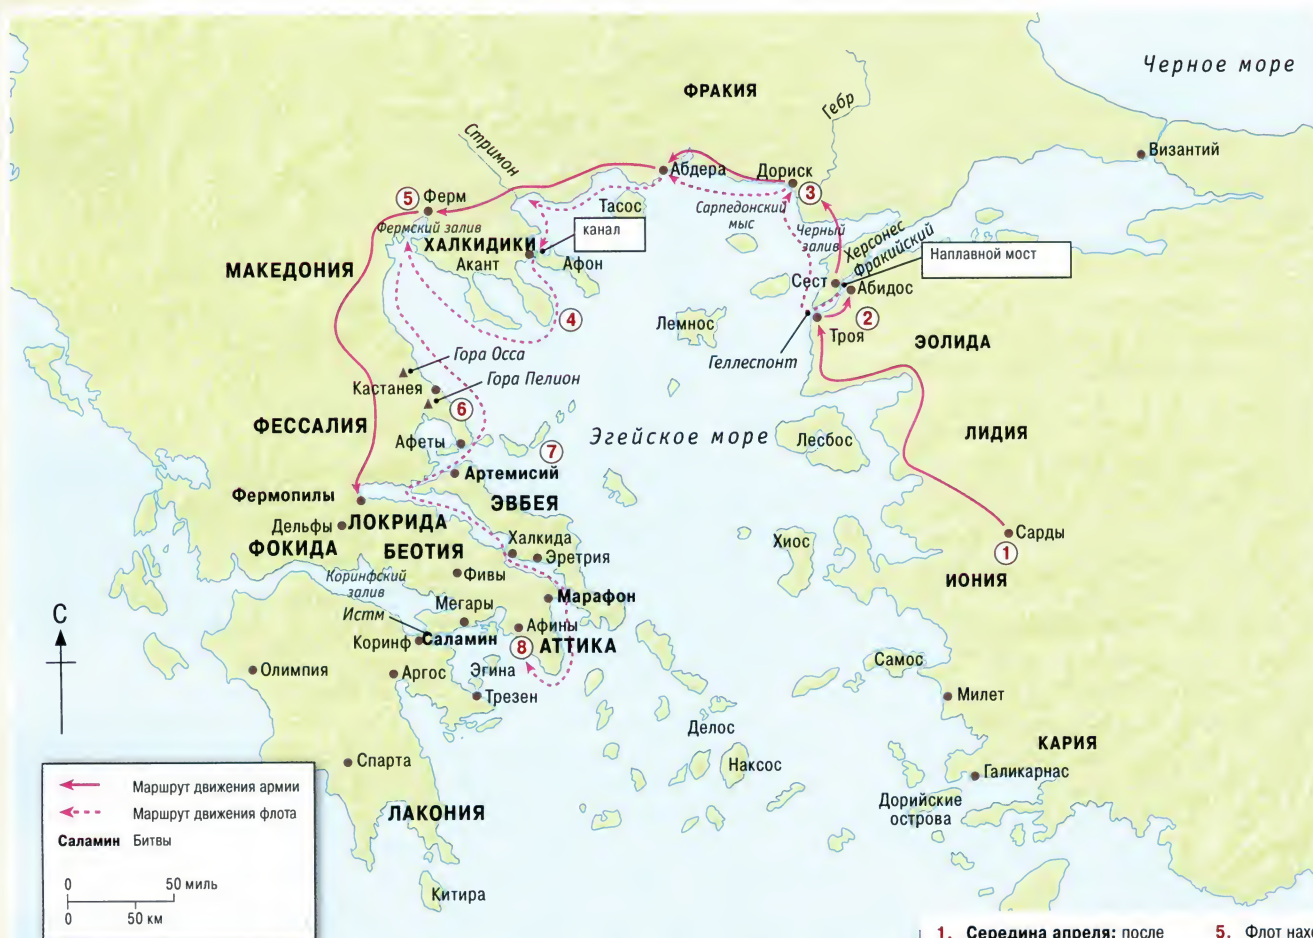 Черное море
ФРАКИЯ
Гебр
Стримон
Византий
Абдера
Дориск
3
5
Ферм
Тасос
Сарпедонский
мыс
Черный
залив
Херсонес
Фракийский
Фермский залив
ХАЛКИДИКИ
канал
Акант
Афон
Наплавной мост
МАКЕДОНИЯ
Сест
Абидос
4
Лемнос
2
Троя
ЭОЛИДА
Геллеспонт
Гора Осса
Кастанея
Гора Пелион
6
ФЕССАЛИЯ
Афеты
Эгейское море
Лесбос
ЛИДИЯ
7
Артемисий
Фермопилы
ЭВБЕЯ
Дельфы
ЛОКРИДА
ФОКИДА
БЕОТИЯ
Халкида
Эретрия
Хиос
Сарды
1
ИОНИЯ
Коринфский
залив
Фивы
Истм
Мегары
Марафон
С
Коринф
Саламин
Афины
8
АТТИКА
Олимпия
Аргос
Эгина
Трезен
Самос
Милет
Делос
Спарта
Наксос
КАРИЯ
Галикарнас
Дорийские
острова
ЛАКОНИЯ
Китира
Маршрут движения армии
Маршрут движения флота
Саламин Битвы
0 50 миль
0 50 км
1. Середина апреля: после
5. Флот нах